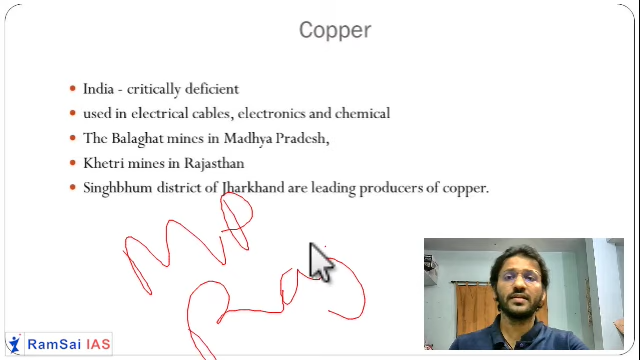 Copper
India - critically deficient
used in electrical cables, electronics and chemical
The Balaghat mines in Madhya Pradesh,
Khetri mines in Rajasthan
Singhbhum district of Jharkhand are leading producers of copper.
MP
Raj
RamSai IAS